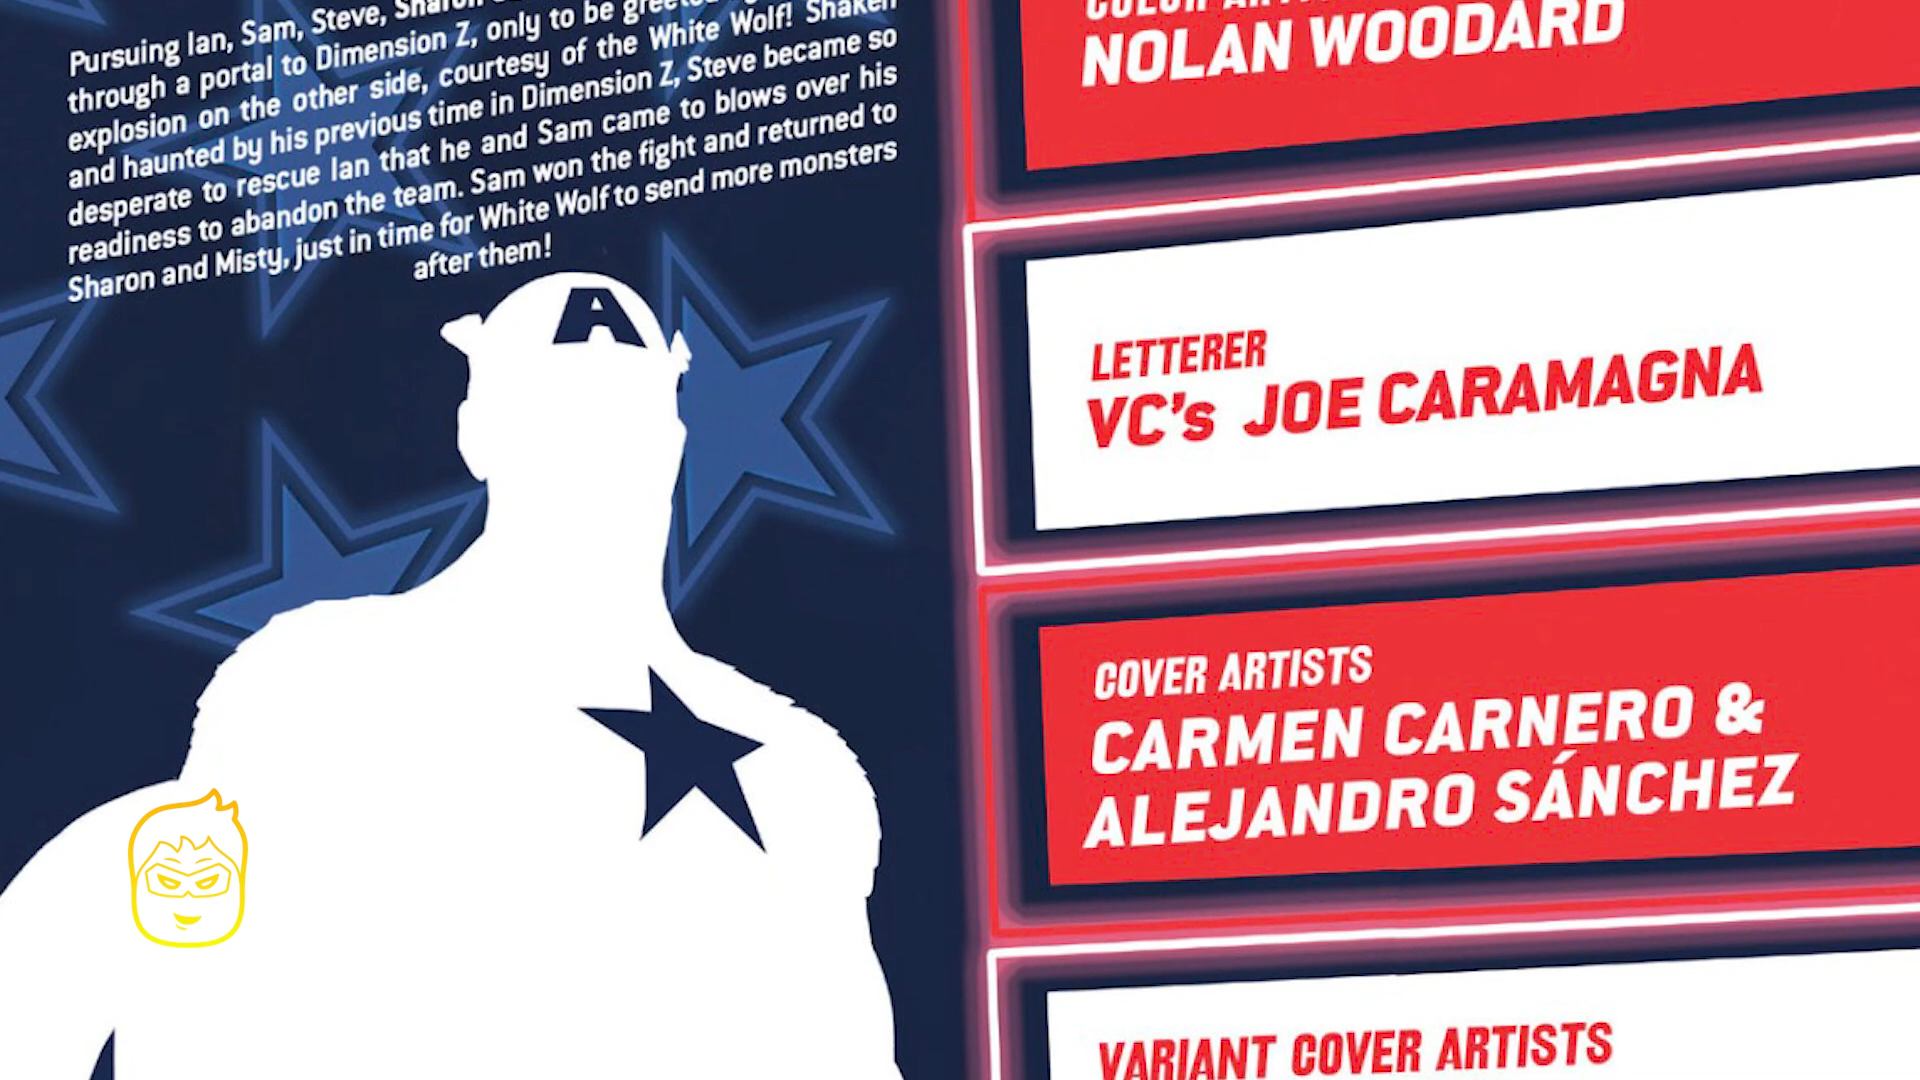 Pursuing Ian, Sam, Steve, Sharon
through a portal to Dimension Z, only to be
explosion on the other side, courtesy of the White Wolf! Shaken
and haunted by his previous time in Dimension Z, Steve became so
desperate to rescue Ian that he and Sam came to blows over his
readiness to abandon the team. Sam won the fight and returned to
Sharon and Misty, just in time for White Wolf to send more monsters
after them!
A
NOLAN WOODARD
LETTERER
VC's JOE CARAMAGNA
COVER ARTISTS
CARMEN CARNERO &
ALEJANDRO SÁNCHEZ
VARIANT COVER ARTISTS